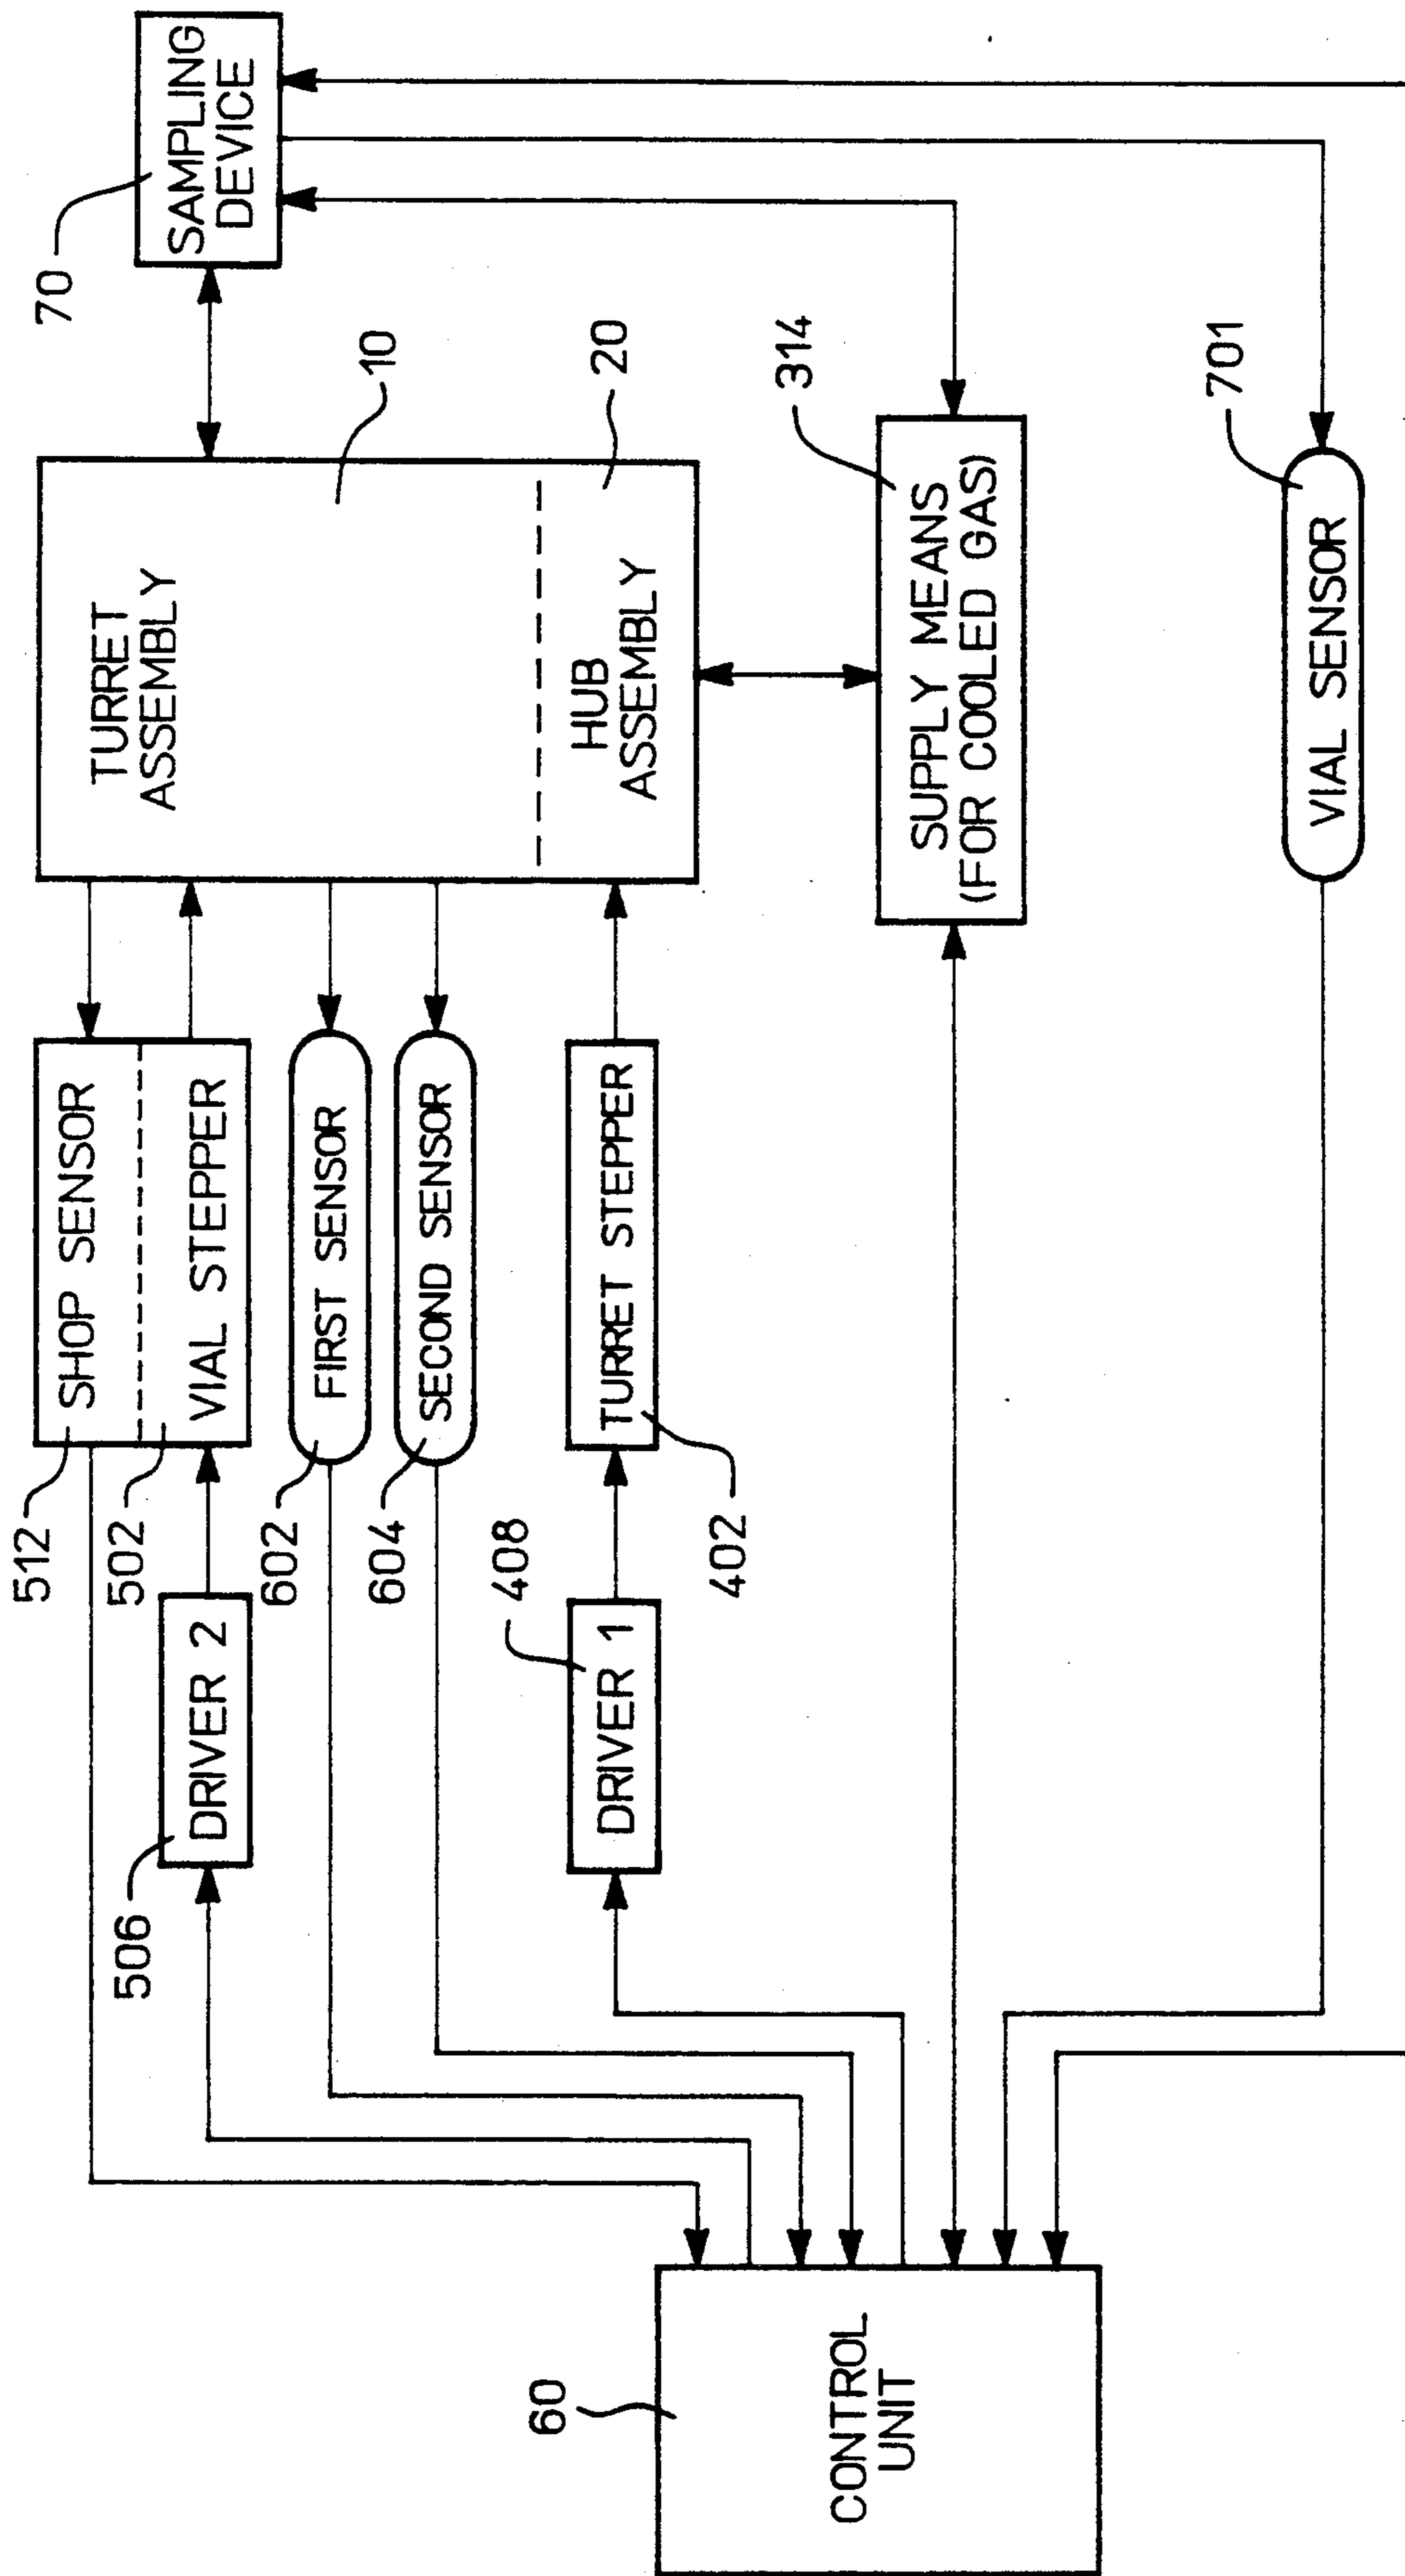 512
SHOP SENSOR
502
VIAL STEPPER
506
DRIVER 2
602
FIRST SENSOR
604
SECOND SENSOR
408
DRIVER 1
402
TURRET STEPPER
60
CONTROL
UNIT
TURRET
ASSEMBLY
10
HUB
ASSEMBLY
20
70
SAMPLING
DEVICE
314
SUPPLY MEANS
(FOR COOLED GAS)
701
VIAL SENSOR